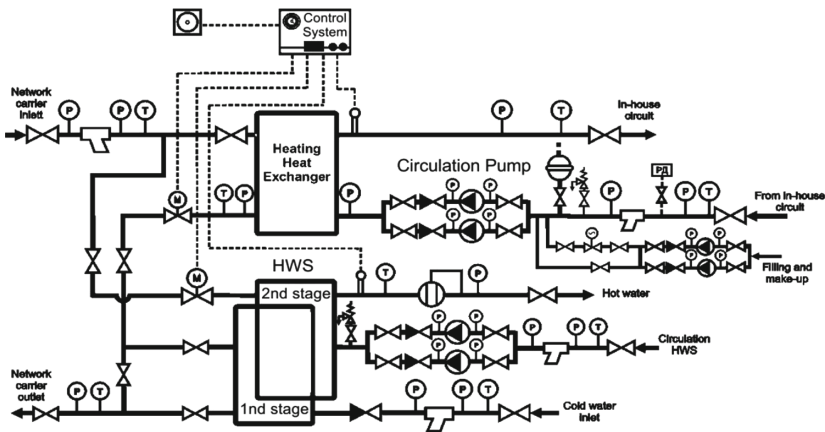 Control
System
Network
carrier
Inlett
P
P
T
P
T
In-house
circuit
Heating
Heat
Exchanger
Circulation Pump
РД
M
T
P
P
P
P
P
P
P
P
T
From in-house
circuit
P
P
P
P
Filling and
make-up
HWS
M
2nd stage
T
P
Hot water
P
P
P
P
P
P
T
Circulation
HWS
Network
carrier
outlet
P
T
1nd stage
P
P
T
Cold water
inlet